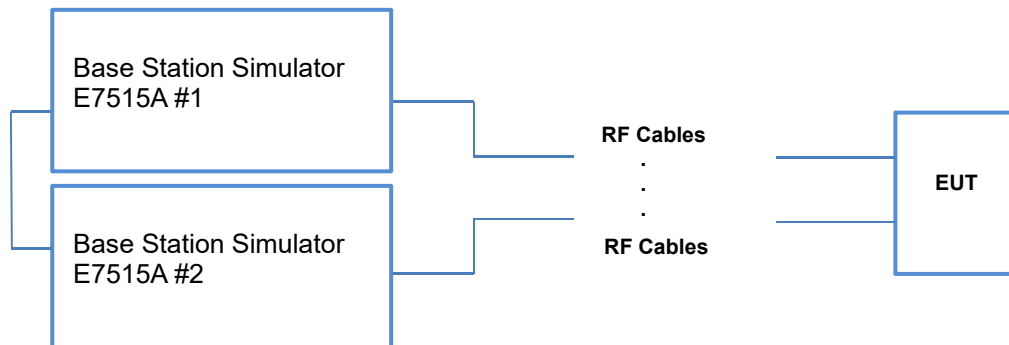 Base Station Simulator
E7515A #1
RF Cables
.
.
.
RF Cables
EUT
Base Station Simulator
E7515A #2